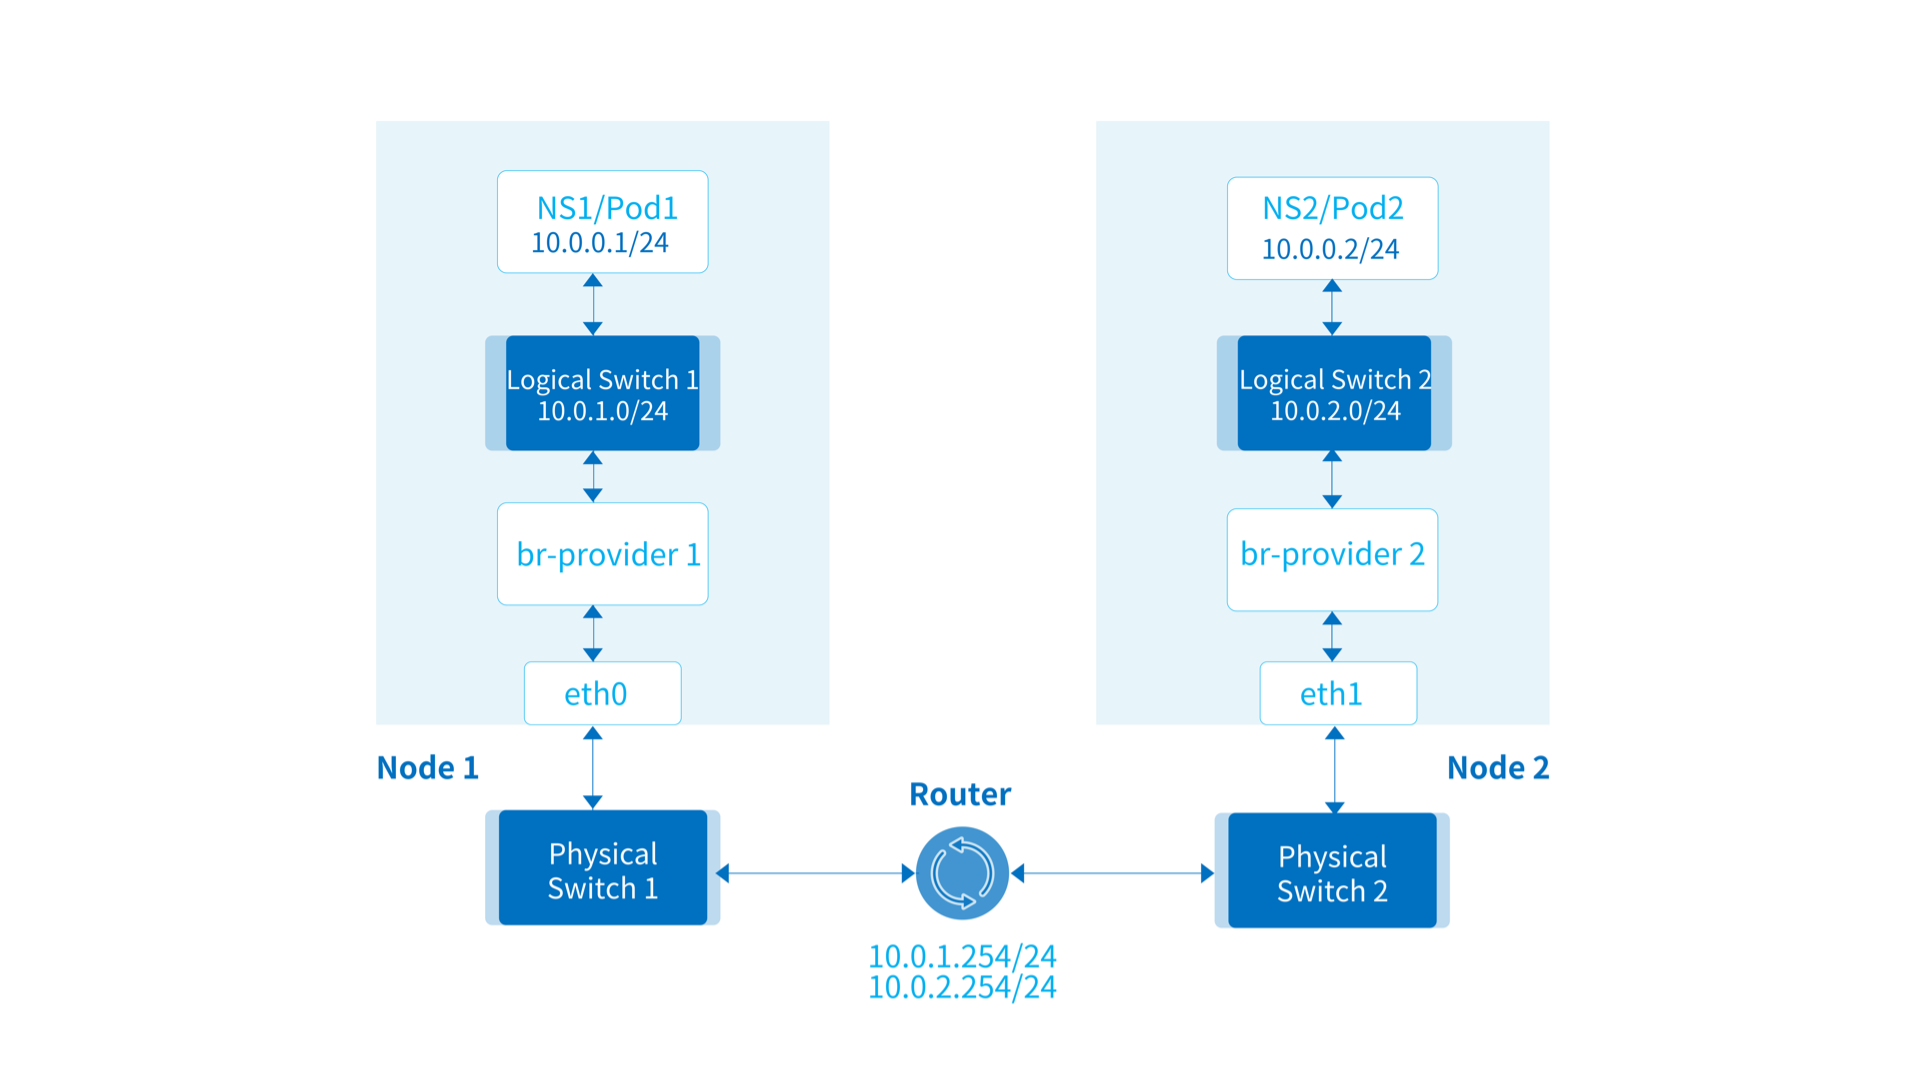 NS1/Pod1
10.0.0.1/24
Logical Switch 1
10.0.1.0/24
br-provider 1
eth0
Node 1
Physical
Switch 1
NS2/Pod2
10.0.0.2/24
Logical Switch 2
10.0.2.0/24
br-provider 2
eth1
Node 2
Physical
Switch 2
Router
10.0.1.254/24
10.0.2.254/24